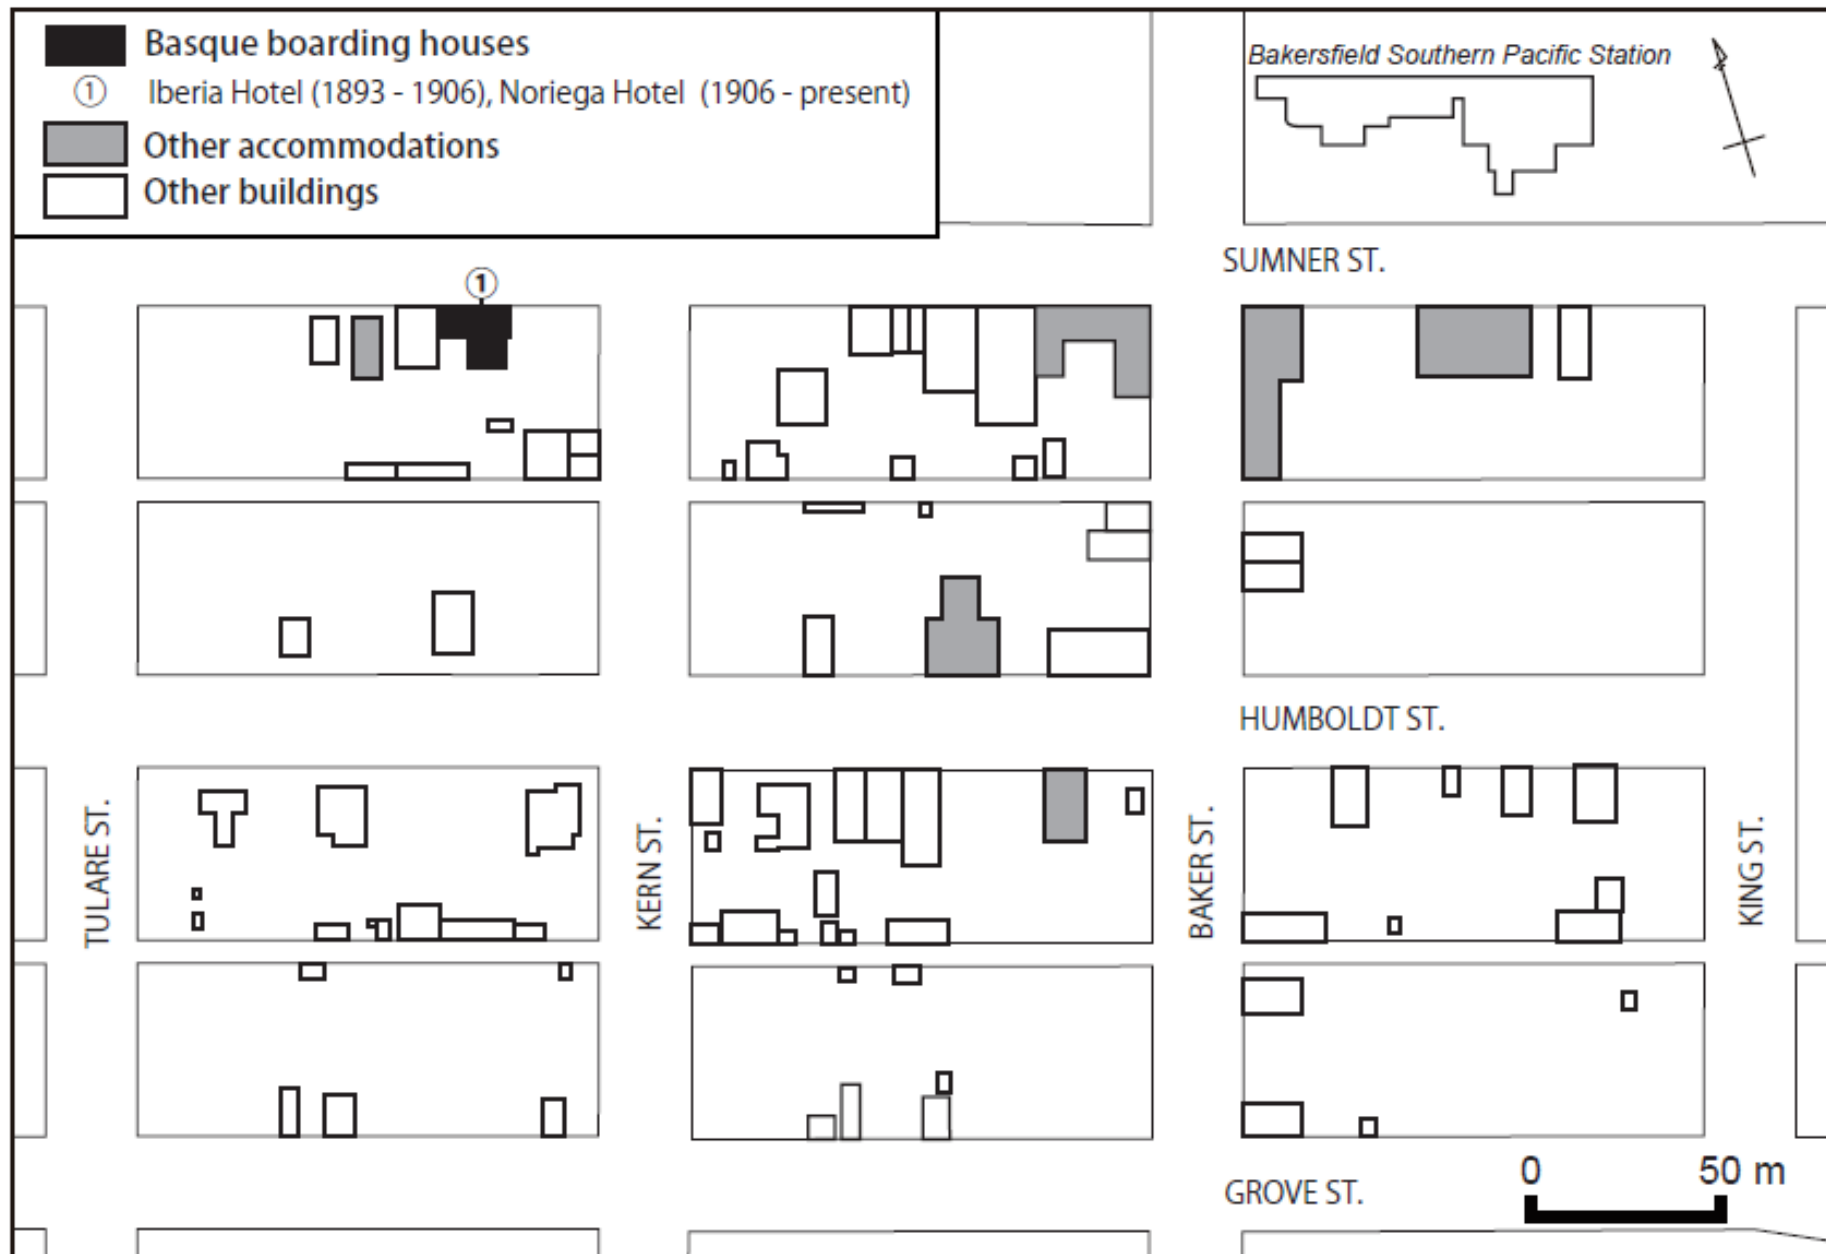 Basque boarding houses
① Iberia Hotel (1893 - 1906), Noriega Hotel (1906 - present)
Other accommodations
Other buildings
Bakersfield Southern Pacific Station
SUMNER ST.
①
HUMBOLDT ST.
TULARE ST.
KERN ST.
BAKER ST.
KING ST.
0 50 m
GROVE ST.